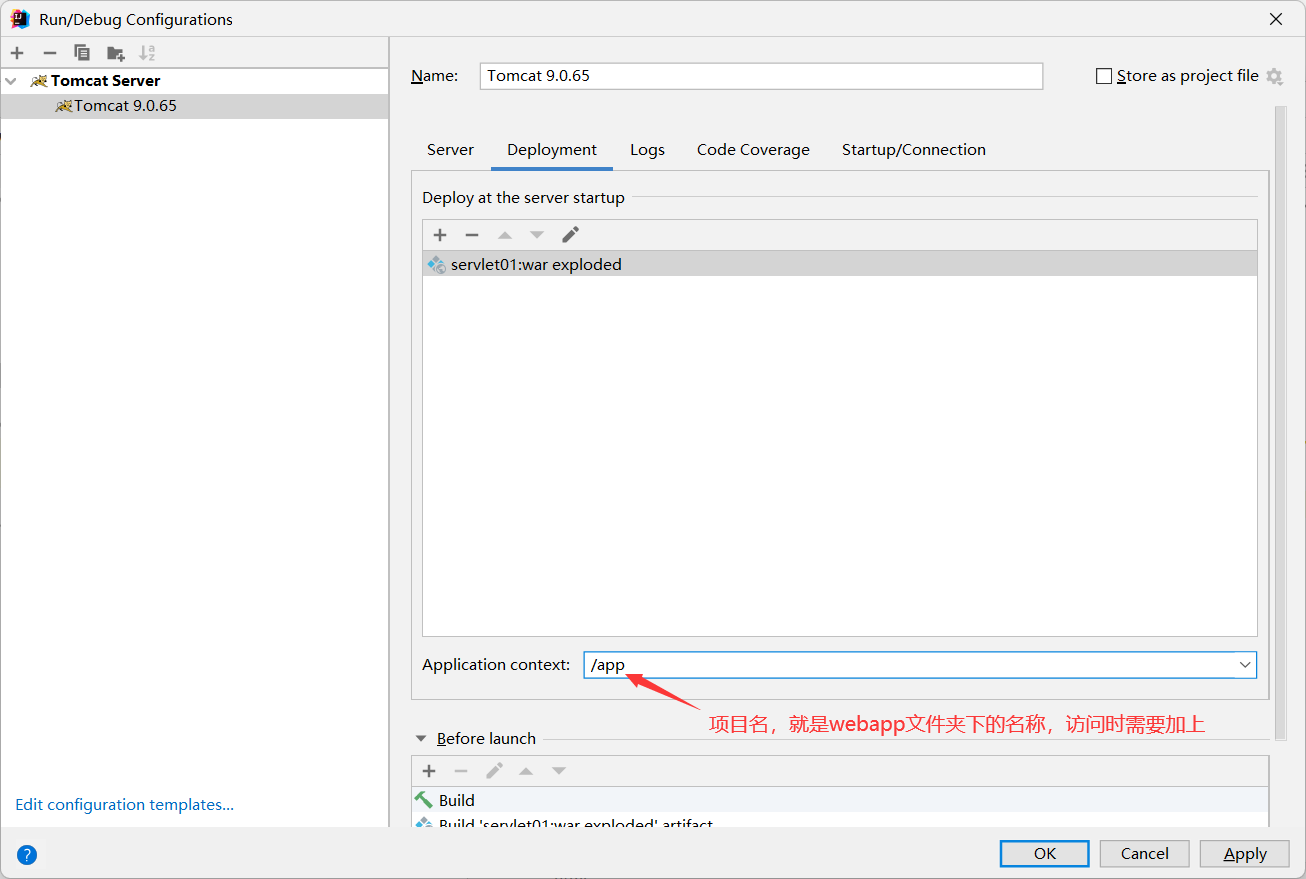 Run/Debug Configurations
Tomcat Server
Tomcat 9.0.65
Name:
Tomcat 9.0.65
Store as project file
Server
Deployment
Logs
Code Coverage
Startup/Connection
Deploy at the server startup
servlet01:war exploded
Application context:
/app
项目名，就是webapp文件夹下的名称，访问时需要加上
Before launch
Build
Build 'servlet01:war exploded' artifact
Edit configuration templates...
?
OK
Cancel
Apply